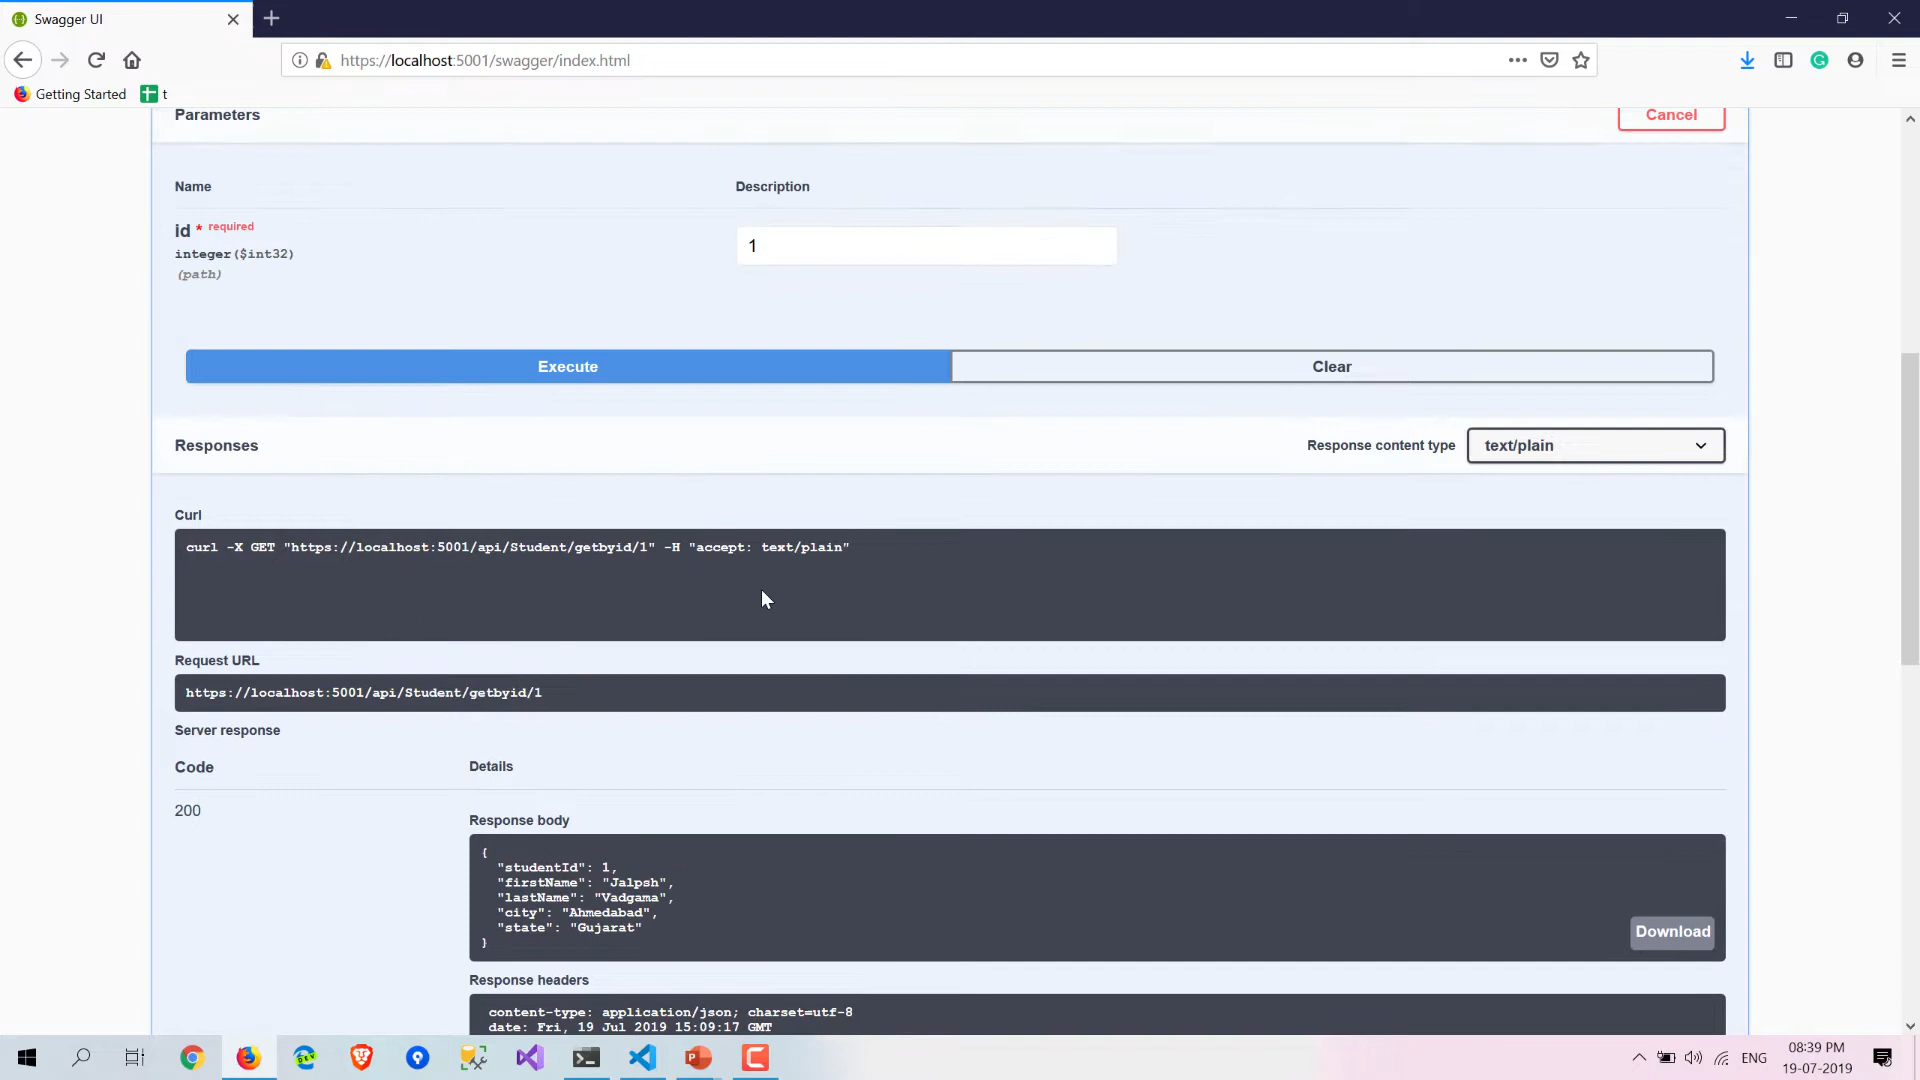 Swagger UI
https://localhost:5001/swagger/index.html
Getting Started
t
Parameters
Cancel
Name
Description
id * required
integer($int32)
(path)
1
Execute
Clear
Responses
Response content type
text/plain
Curl
curl -X GET "https://localhost:5001/api/Student/getbyid/1" -H "accept: text/plain"
Request URL
https://localhost:5001/api/Student/getbyid/1
Server response
Code
Details
200
Response body
{
"studentId": 1,
"firstName": "Jalpsh",
"lastName": "Vadgama",
"city": "Ahmedabad",
"state": "Gujarat"
}
Download
Response headers
content-type: application/json; charset=utf-8
date: Fri, 19 Jul 2019 15:09:17 GMT
ENG
08:39 PM
19-07-2019